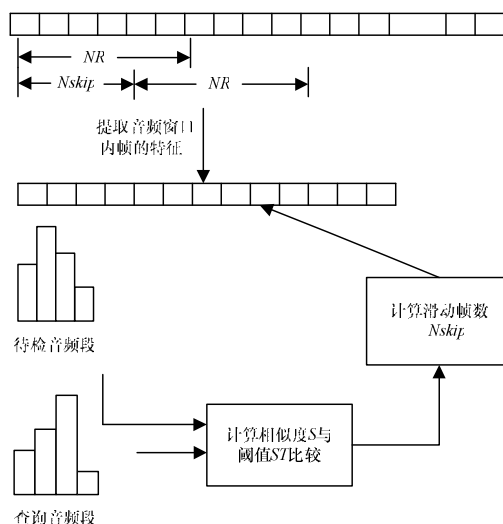 NR
Nskip
NR
提取音频窗口
内帧的特征
待检音频段
计算滑动帧数
Nskip
计算相似度S与
阈值ST比较
查询音频段